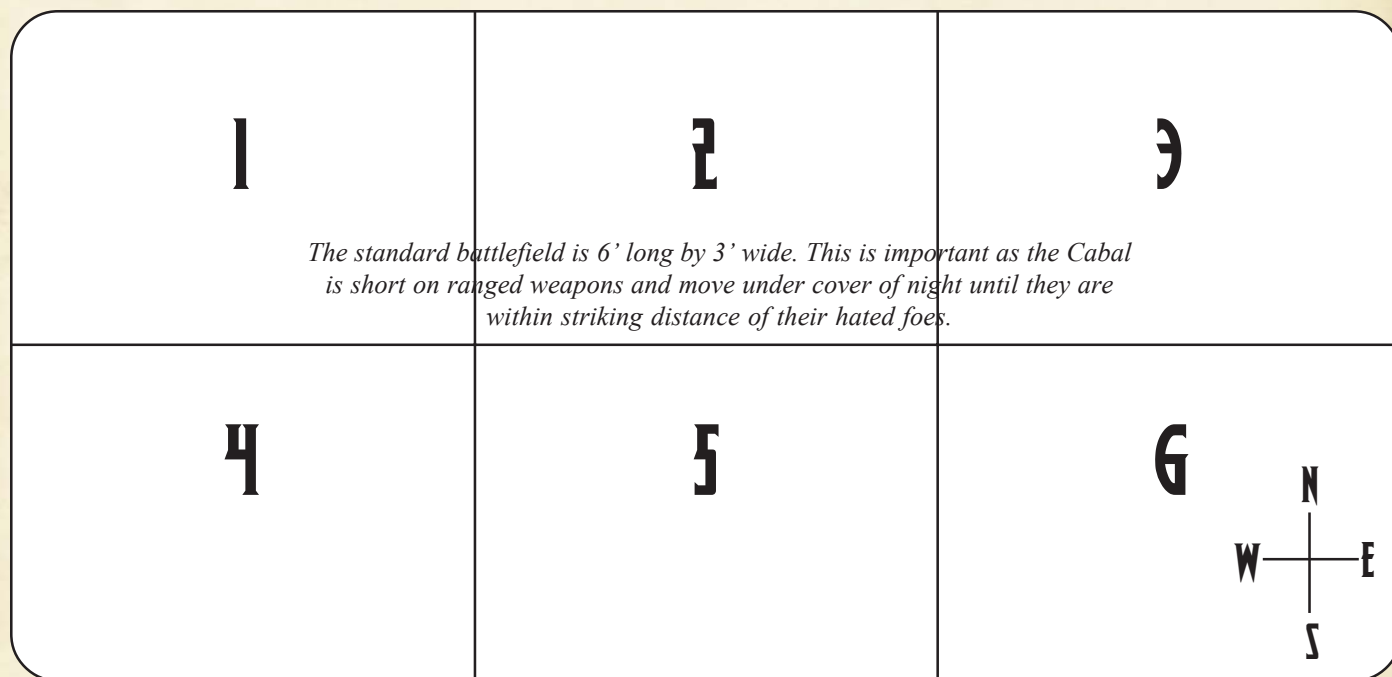 1 2 3
The standard battlefield is 6’ long by 3’ wide. This is important as the Cabal
is short on ranged weapons and move under cover of night until they are
within striking distance of their hated foes.
4 5 6
N
W E
S